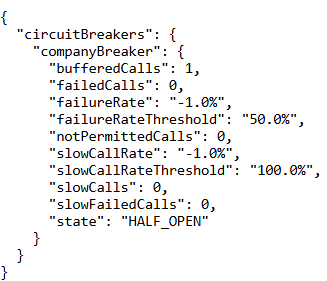 {
  "circuitBreakers": {
    "companyBreaker": {
      "bufferedCalls": 1,
      "failedCalls": 0,
      "failureRate": "-1.0%",
      "failureRateThreshold": "50.0%",
      "notPermittedCalls": 0,
      "slowCallRate": "-1.0%",
      "slowCallRateThreshold": "100.0%",
      "slowCalls": 0,
      "slowFailedCalls": 0,
      "state": "HALF_OPEN"
    }
  }
}